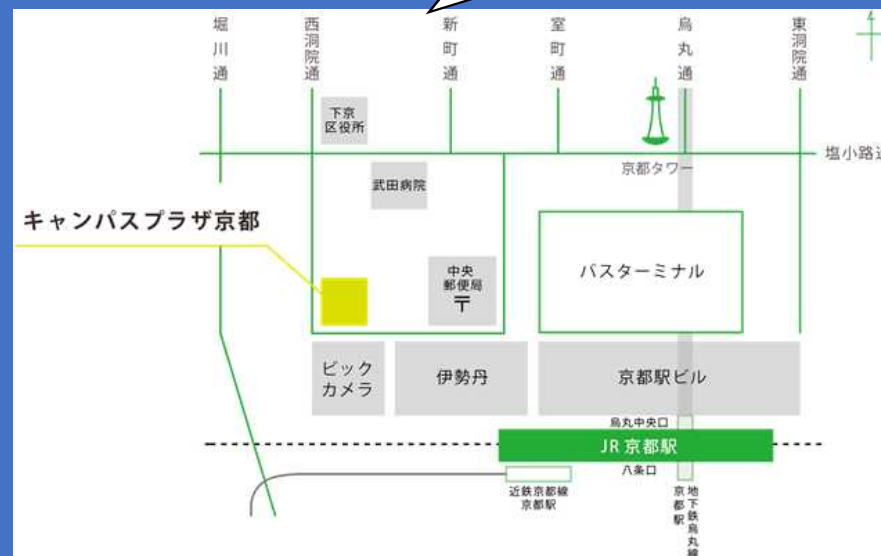 堀川通
西洞院通
新町通
室町通
烏丸通
東洞院通
下京
区役所
塩小路通
京都タワー
武田病院
キャンパスプラザ京都
中央
郵便局
〒
バスターミナル
ビック
カメラ
伊勢丹
京都駅ビル
烏丸中央口
JR 京都駅
八条口
近鉄京都線
京都駅
地下鉄烏丸線
京都駅